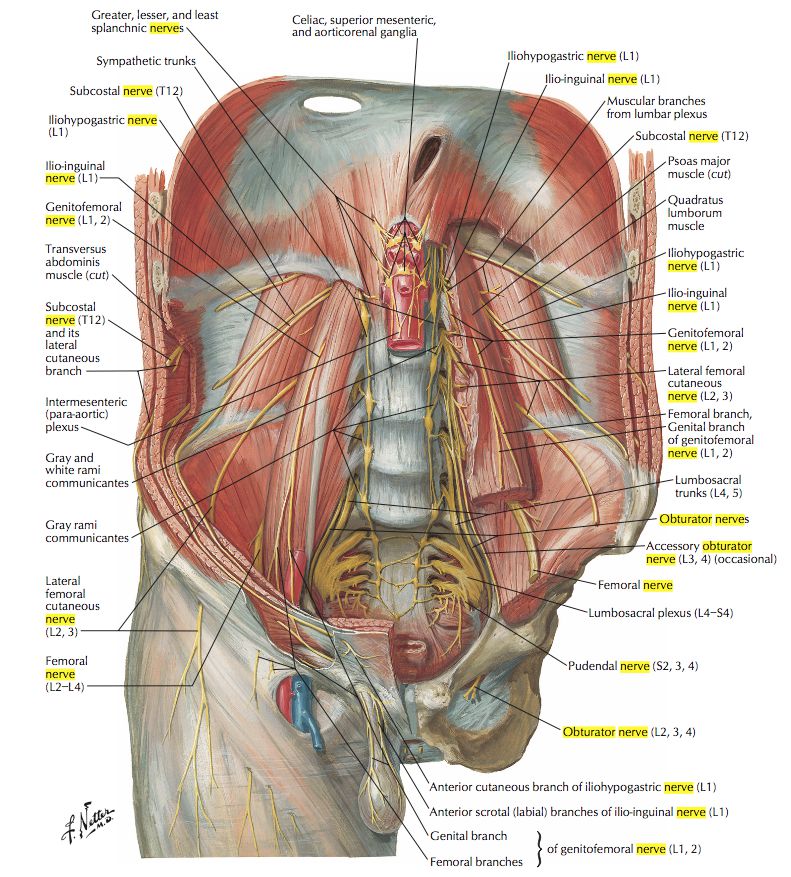 Greater, lesser, and least
splanchnic nerves
Sympathetic trunks
Subcostal nerve (T12)
Iliohypogastric nerve
(L1)
Ilio-inguinal
nerve (L1)
Genitofemoral
nerve (L1, 2)
Transversus
abdominis
muscle (cut)
Subcostal
nerve (T12)
and its
lateral
cutaneous
branch
Intermesenteric
(para-aortic)
plexus
Gray and
white rami
communicantes
Gray rami
communicantes
Lateral
femoral
cutaneous
nerve
(L2, 3)
Femoral
nerve
(L2–L4)
Celiac, superior mesenteric,
and aorticorenal ganglia
Iliohypogastric nerve (L1)
Ilio-inguinal nerve (L1)
Muscular branches
from lumbar plexus
Subcostal nerve (T12)
Psoas major
muscle (cut)
Quadratus
lumborum
muscle
Iliohypogastric
nerve (L1)
Ilio-inguinal
nerve (L1)
Genitofemoral
nerve (L1, 2)
Lateral femoral
cutaneous
nerve (L2, 3)
Femoral branch,
Genital branch
of genitofemoral
nerve (L1, 2)
Lumbosacral
trunks (L4, 5)
Obturator nerves
Accessory obturator
nerve (L3, 4) (occasional)
Femoral nerve
Lumbosacral plexus (L4–S4)
Pudendal nerve (S2, 3, 4)
Obturator nerve (L2, 3, 4)
Anterior cutaneous branch of iliohypogastric nerve (L1)
Anterior scrotal (labial) branches of ilio-inguinal nerve (L1)
Genital branch
Femoral branches
of genitofemoral nerve (L1, 2)
F. Netter
M.D.